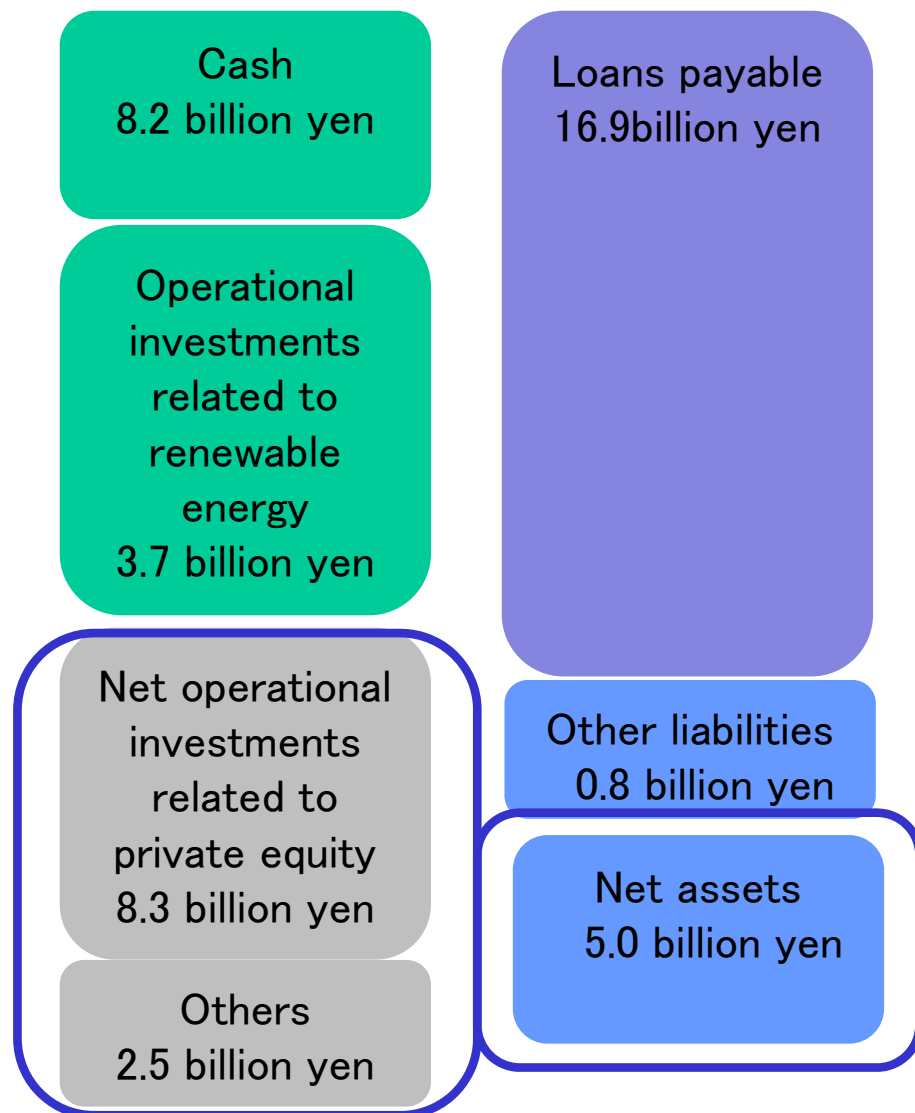 Cash
8.2 billion yen
Operational
investments
related to
renewable
energy
3.7 billion yen
Net operational
investments
related to
private equity
8.3 billion yen
Others
2.5 billion yen
Loans payable
16.9billion yen
Other liabilities
0.8 billion yen
Net assets
5.0 billion yen